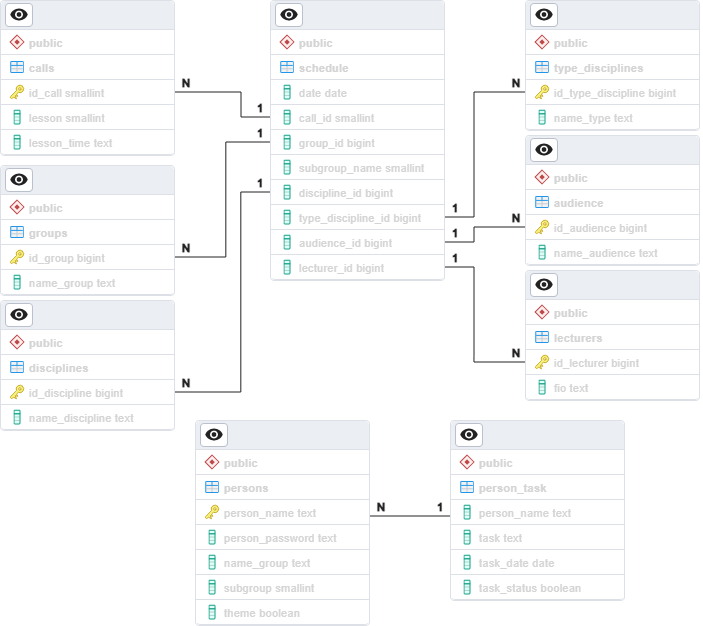 public
calls
id_call smallint
lesson smallint
lesson_time text
public
groups
id_group bigint
name_group text
public
disciplines
id_discipline bigint
name_discipline text
N
1
N
1
N
1
public
schedule
date date
call_id smallint
group_id bigint
subgroup_name smallint
discipline_id bigint
type_discipline_id bigint
audience_id bigint
lecturer_id bigint
1
N
1
N
1
N
public
type_disciplines
id_type_discipline bigint
name_type text
public
audience
id_audience bigint
name_audience text
public
lecturers
id_lecturer bigint
fio text
public
persons
person_name text
person_password text
name_group text
subgroup smallint
theme boolean
N
1
public
person_task
person_name text
task text
task_date date
task_status boolean